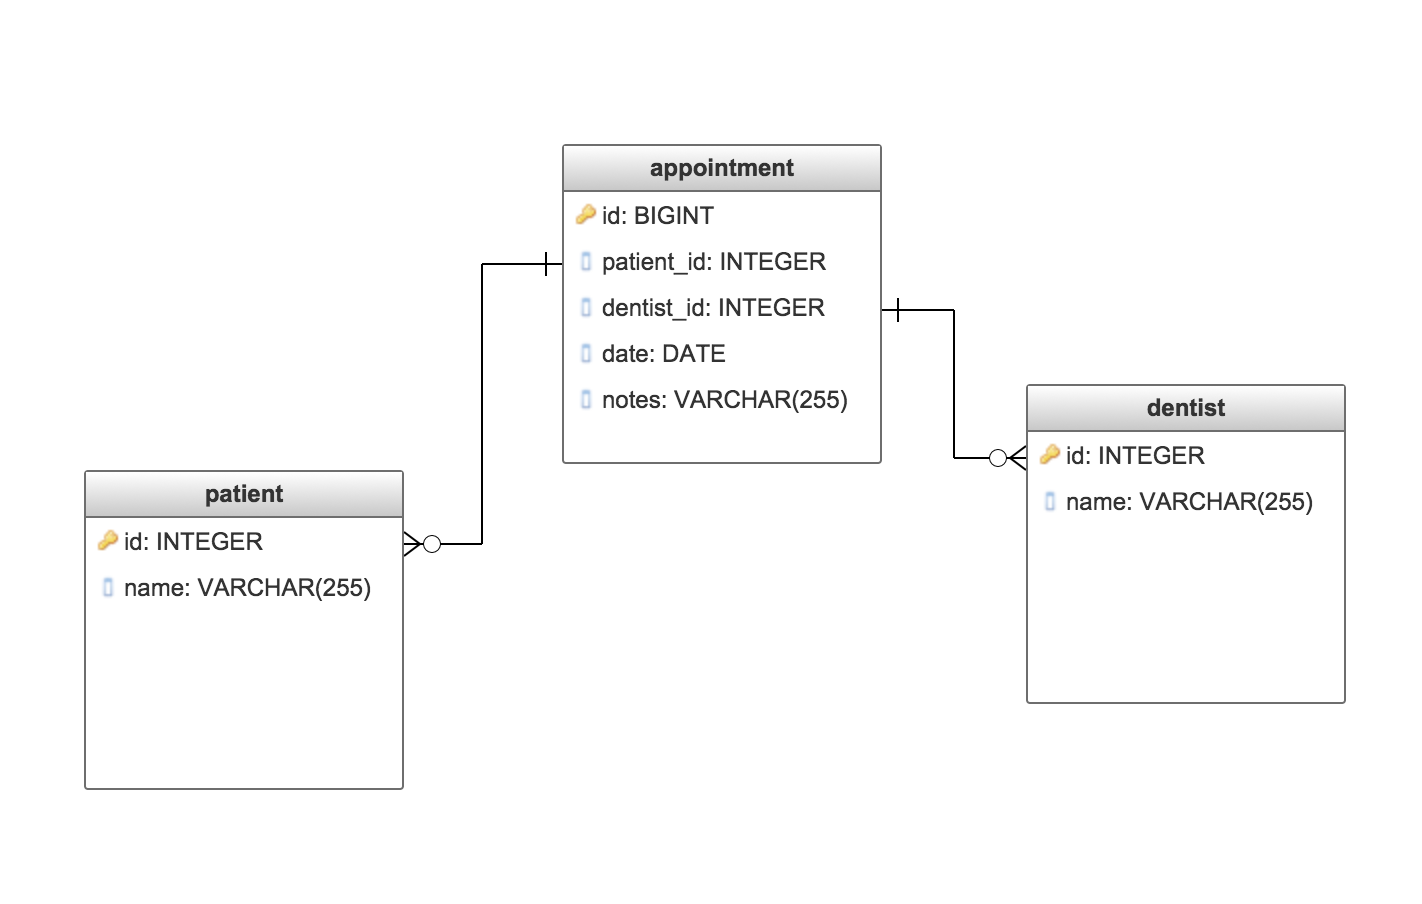 appointment
id: BIGINT
patient_id: INTEGER
dentist_id: INTEGER
date: DATE
notes: VARCHAR(255)
dentist
id: INTEGER
name: VARCHAR(255)
patient
id: INTEGER
name: VARCHAR(255)